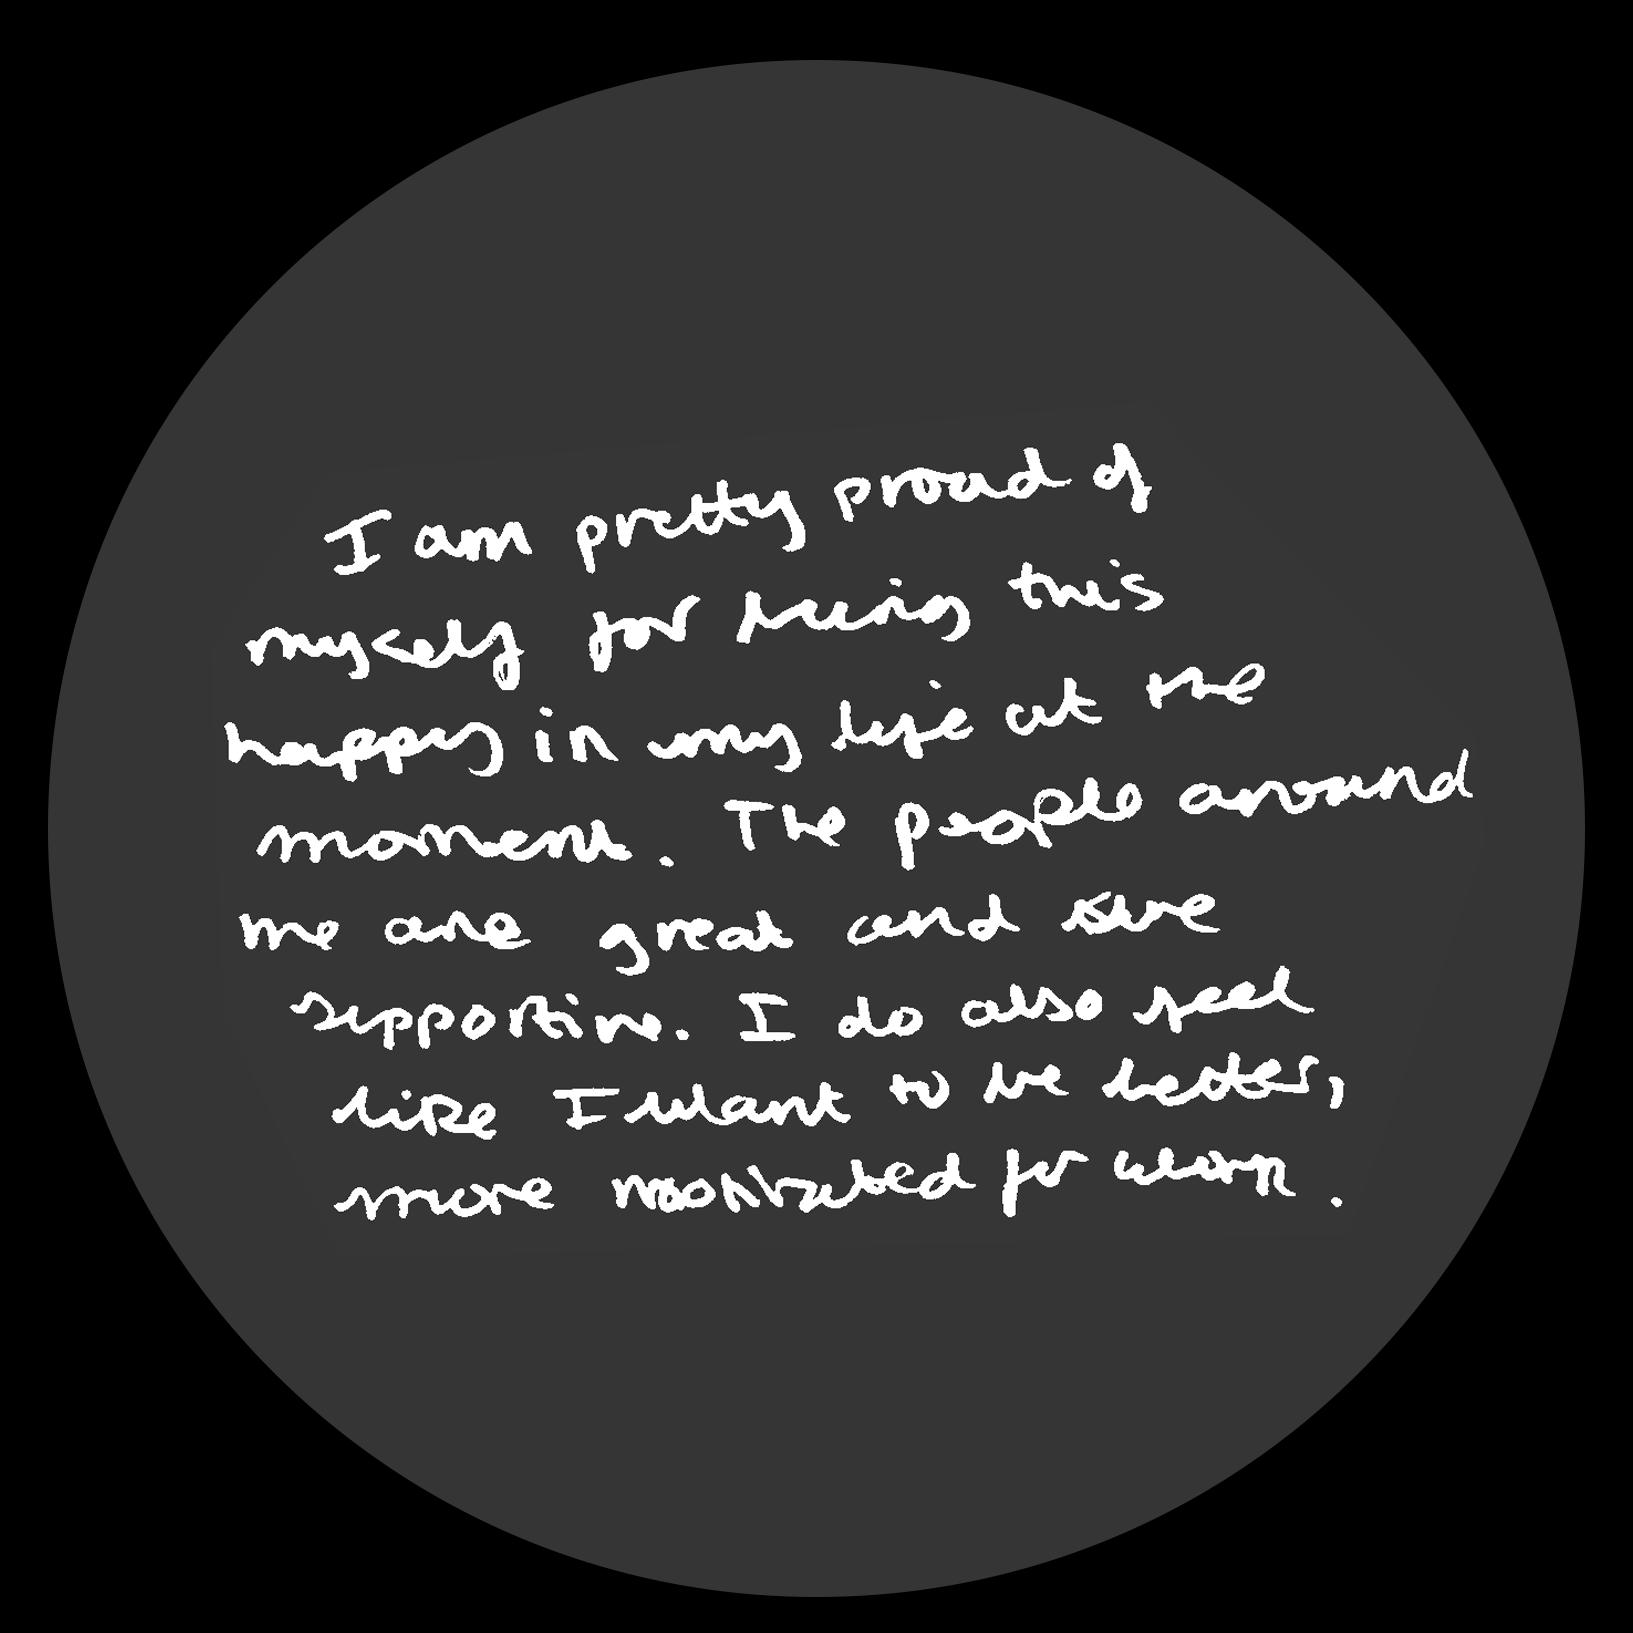 I am pretty proud of
myself for being this
happy in my life at the
moment. The people around
me are great and are
supportive. I do also feel
like I want to be better,
more motivated for work.